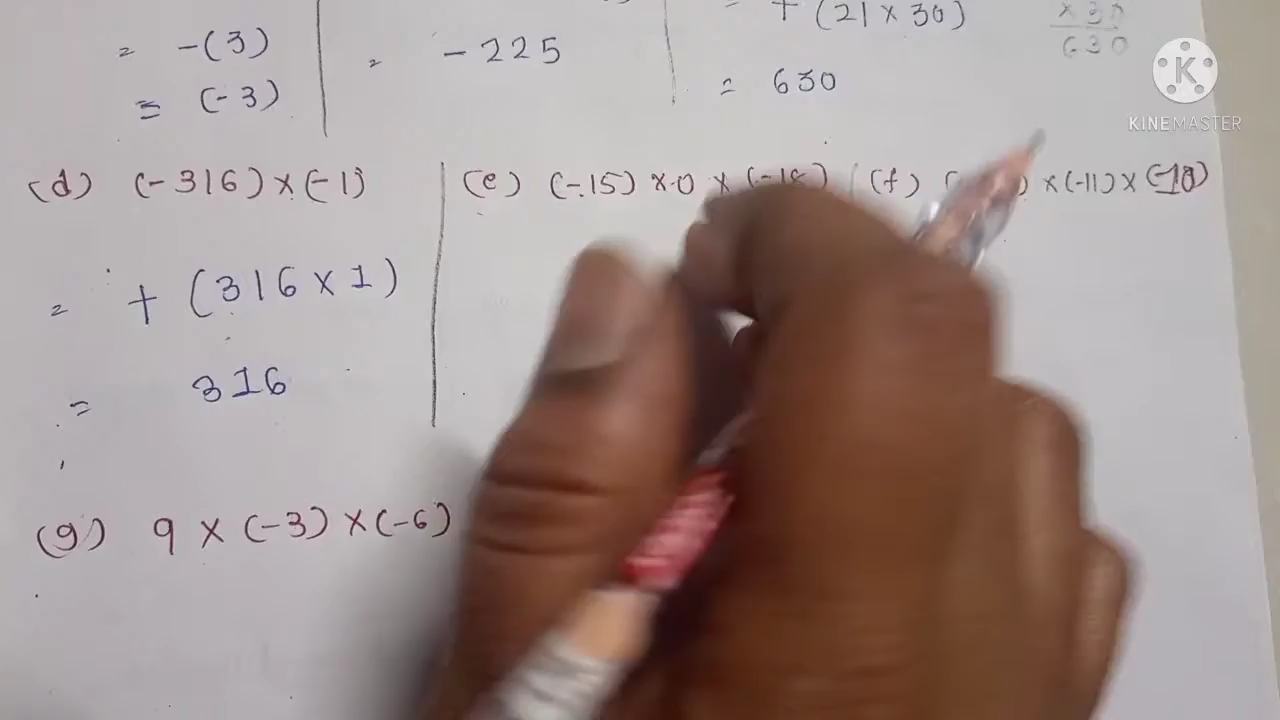 = -(3)
= (-3)
= -225
= + (21 × 30)
= 630
× 30
630
KINEMASTER
(d) (-316) × (-1)
= + (316 × 1)
= 316
(e) (-15) × 0 × (-18)
(f) × (-11) × (-10)
(g) 9 × (-3) × (-6)